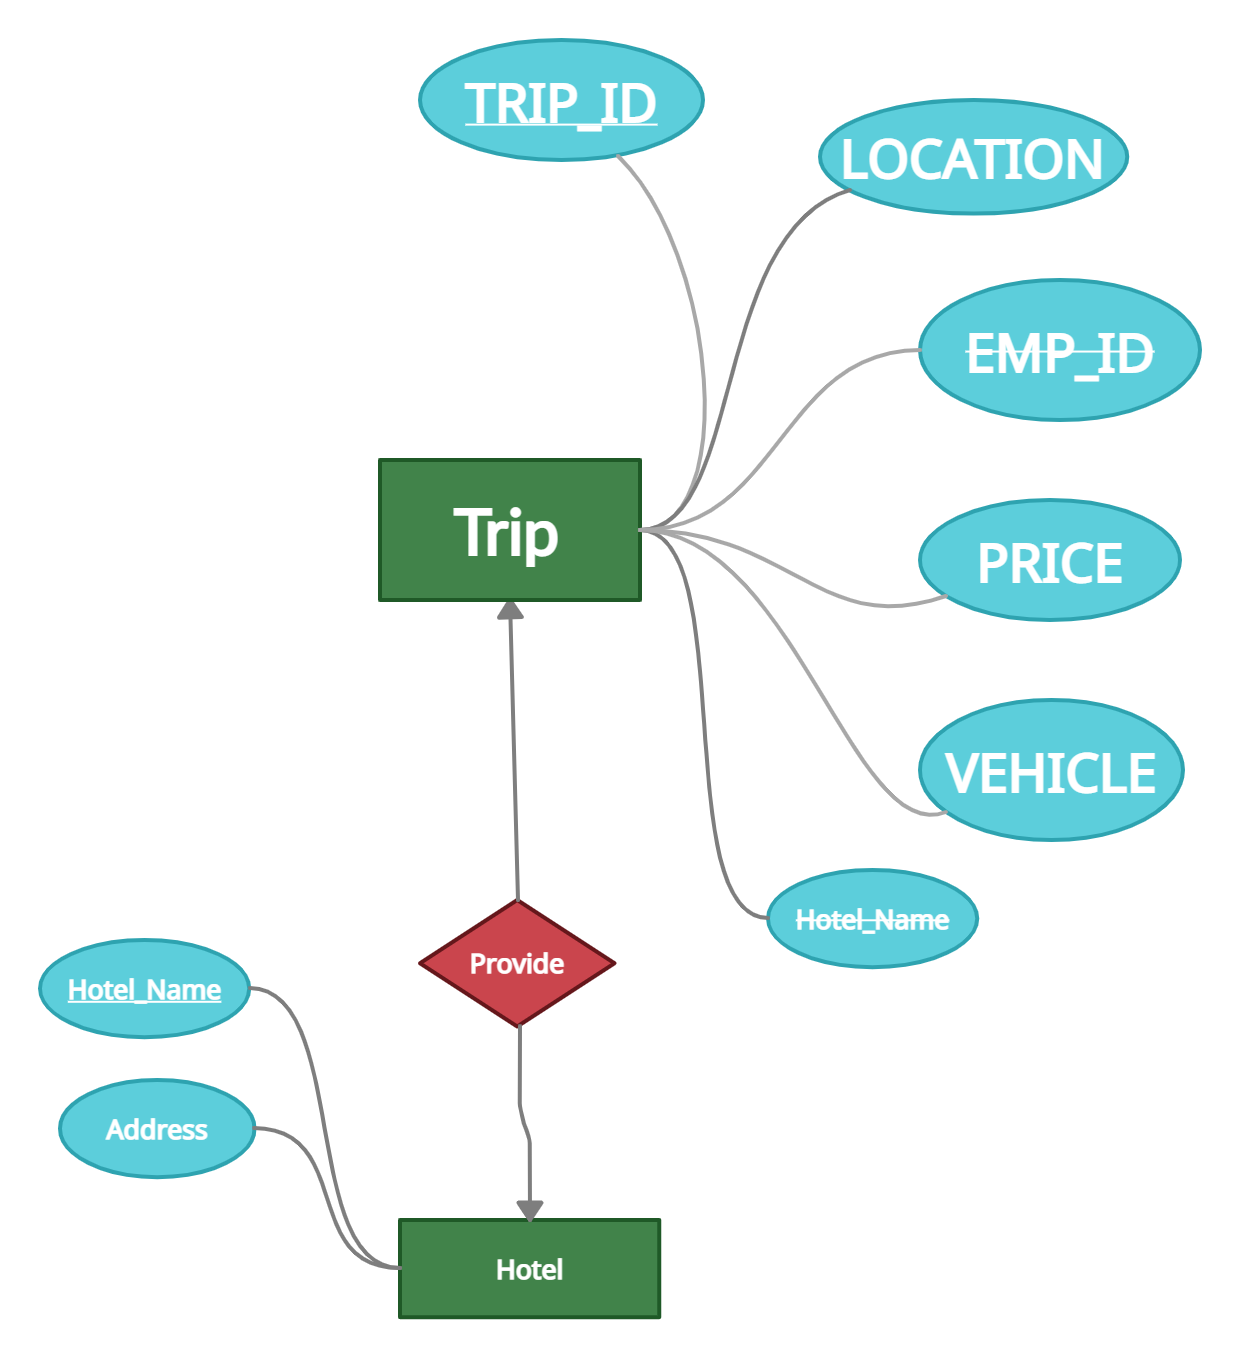 TRIP_ID
LOCATION
EMP_ID
Trip
PRICE
VEHICLE
Hotel_Name
Provide
Hotel_Name
Address
Hotel